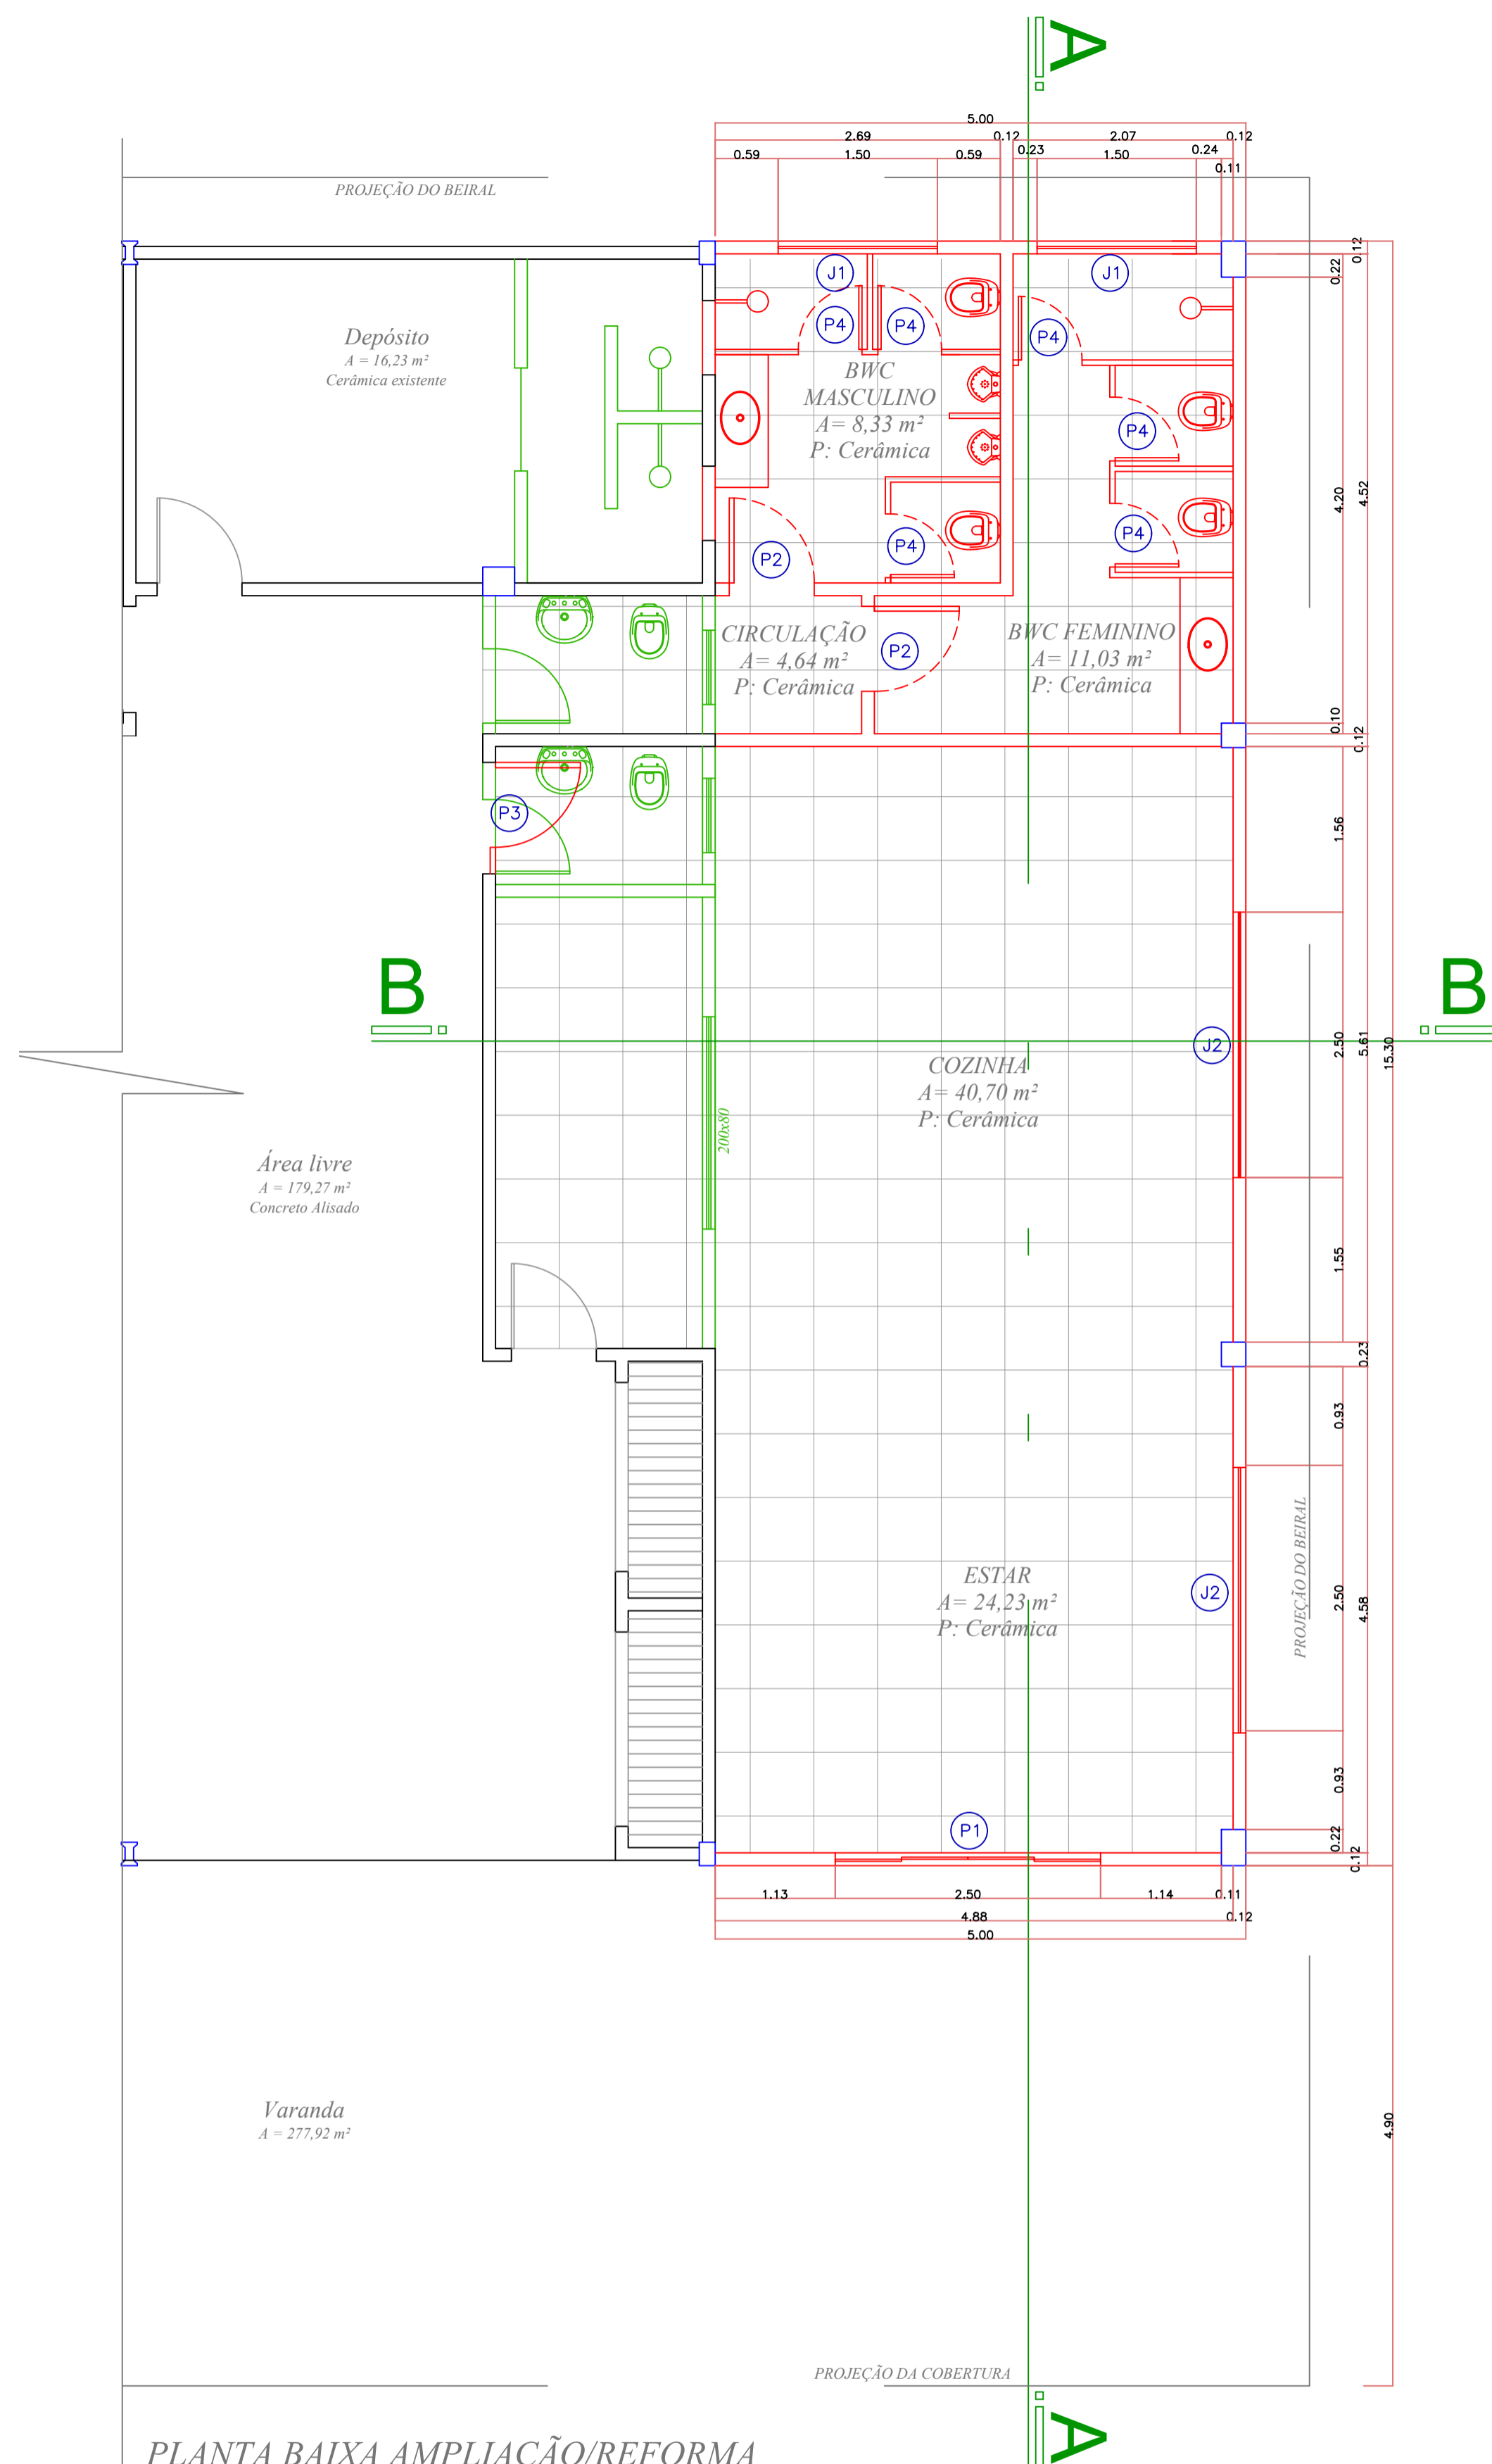 A
5.00
2.69
0.12
2.07
0.12
0.59
1.50
0.59
0.23
1.50
0.24
0.11
PROJEÇÃO DO BEIRAL
0.12
0.22
J1
J1
P4
P4
P4
Depósito
A = 16,23 m²
Cerâmica existente
BWC
MASCULINO
A= 8,33 m²
P: Cerâmica
P4
4.20
4.52
P4
P4
P2
CIRCULAÇÃO
A= 4,64 m²
P: Cerâmica
P2
BWC FEMININO
A= 11,03 m²
P: Cerâmica
0.10
0.12
P3
1.56
B
B
J2
2.50
5.61
15.30
COZINHA
A= 40,70 m²
P: Cerâmica
200x80
Área livre
A = 179,27 m²
Concreto Alisado
1.55
0.23
0.93
PROJEÇÃO DO BEIRAL
ESTAR
A= 24,23 m²
P: Cerâmica
J2
2.50
4.58
0.93
P1
0.22
0.12
1.13
2.50
1.14
0.11
4.88
0.12
5.00
Varanda
A = 277,92 m²
4.90
PROJEÇÃO DA COBERTURA
A
PLANTA BAIXA AMPLIAÇÃO/REFORMA